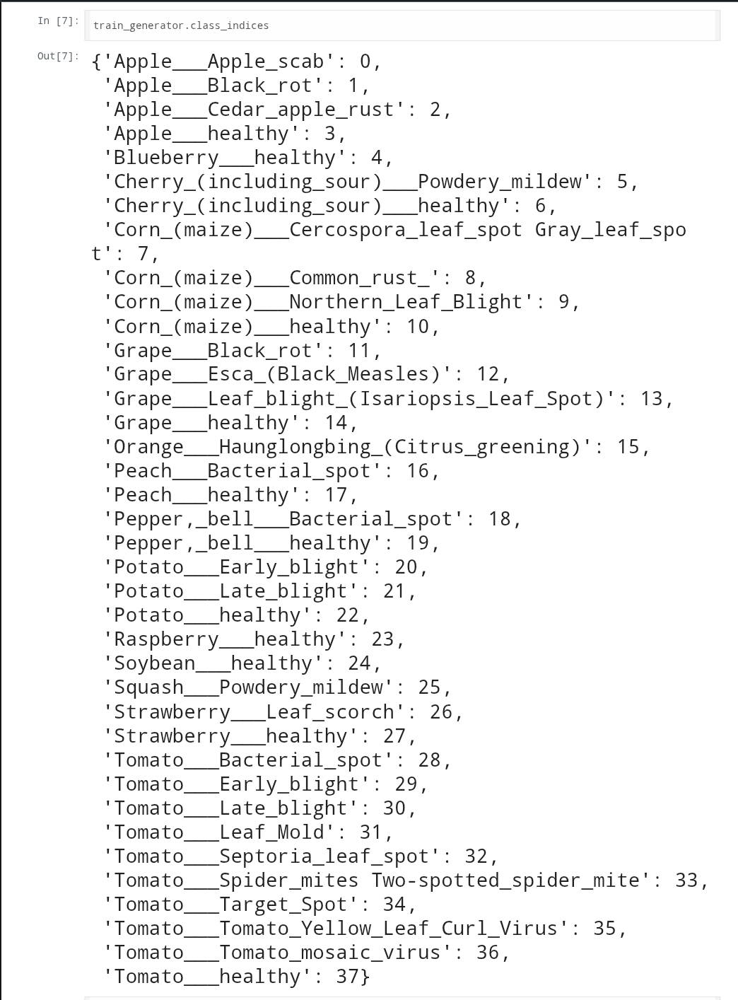 In [7]:
train_generator.class_indices
Out[7]:
{'Apple___Apple_scab': 0,
 'Apple___Black_rot': 1,
 'Apple___Cedar_apple_rust': 2,
 'Apple___healthy': 3,
 'Blueberry___healthy': 4,
 'Cherry_(including_sour)___Powdery_mildew': 5,
 'Cherry_(including_sour)___healthy': 6,
 'Corn_(maize)___Cercospora_leaf_spot Gray_leaf_spo
t': 7,
 'Corn_(maize)___Common_rust_': 8,
 'Corn_(maize)___Northern_Leaf_Blight': 9,
 'Corn_(maize)___healthy': 10,
 'Grape___Black_rot': 11,
 'Grape___Esca_(Black_Measles)': 12,
 'Grape___Leaf_blight_(Isariopsis_Leaf_Spot)': 13,
 'Grape___healthy': 14,
 'Orange___Haunglongbing_(Citrus_greening)': 15,
 'Peach___Bacterial_spot': 16,
 'Peach___healthy': 17,
 'Pepper,_bell___Bacterial_spot': 18,
 'Pepper,_bell___healthy': 19,
 'Potato___Early_blight': 20,
 'Potato___Late_blight': 21,
 'Potato___healthy': 22,
 'Raspberry___healthy': 23,
 'Soybean___healthy': 24,
 'Squash___Powdery_mildew': 25,
 'Strawberry___Leaf_scorch': 26,
 'Strawberry___healthy': 27,
 'Tomato___Bacterial_spot': 28,
 'Tomato___Early_blight': 29,
 'Tomato___Late_blight': 30,
 'Tomato___Leaf_Mold': 31,
 'Tomato___Septoria_leaf_spot': 32,
 'Tomato___Spider_mites Two-spotted_spider_mite': 33,
 'Tomato___Target_Spot': 34,
 'Tomato___Tomato_Yellow_Leaf_Curl_Virus': 35,
 'Tomato___Tomato_mosaic_virus': 36,
 'Tomato___healthy': 37}